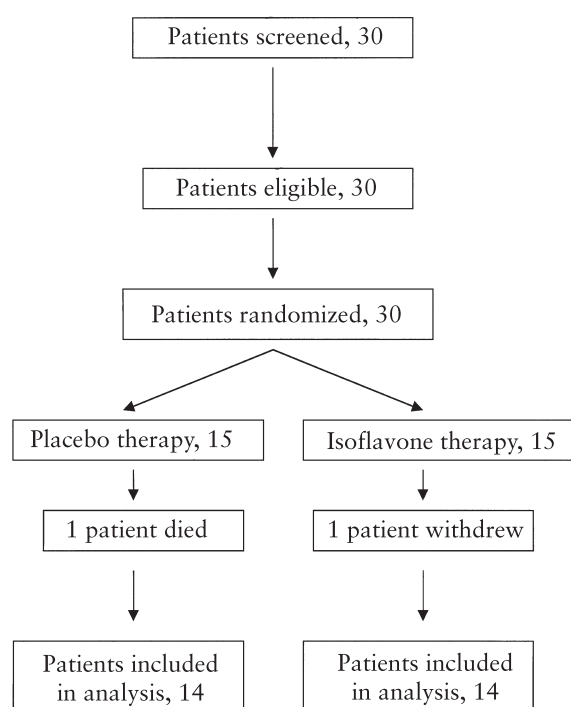 Patients screened, 30
Patients eligible, 30
Patients randomized, 30
Placebo therapy, 15
Isoflavone therapy, 15
1 patient died
1 patient withdrew
Patients included
in analysis, 14
Patients included
in analysis, 14